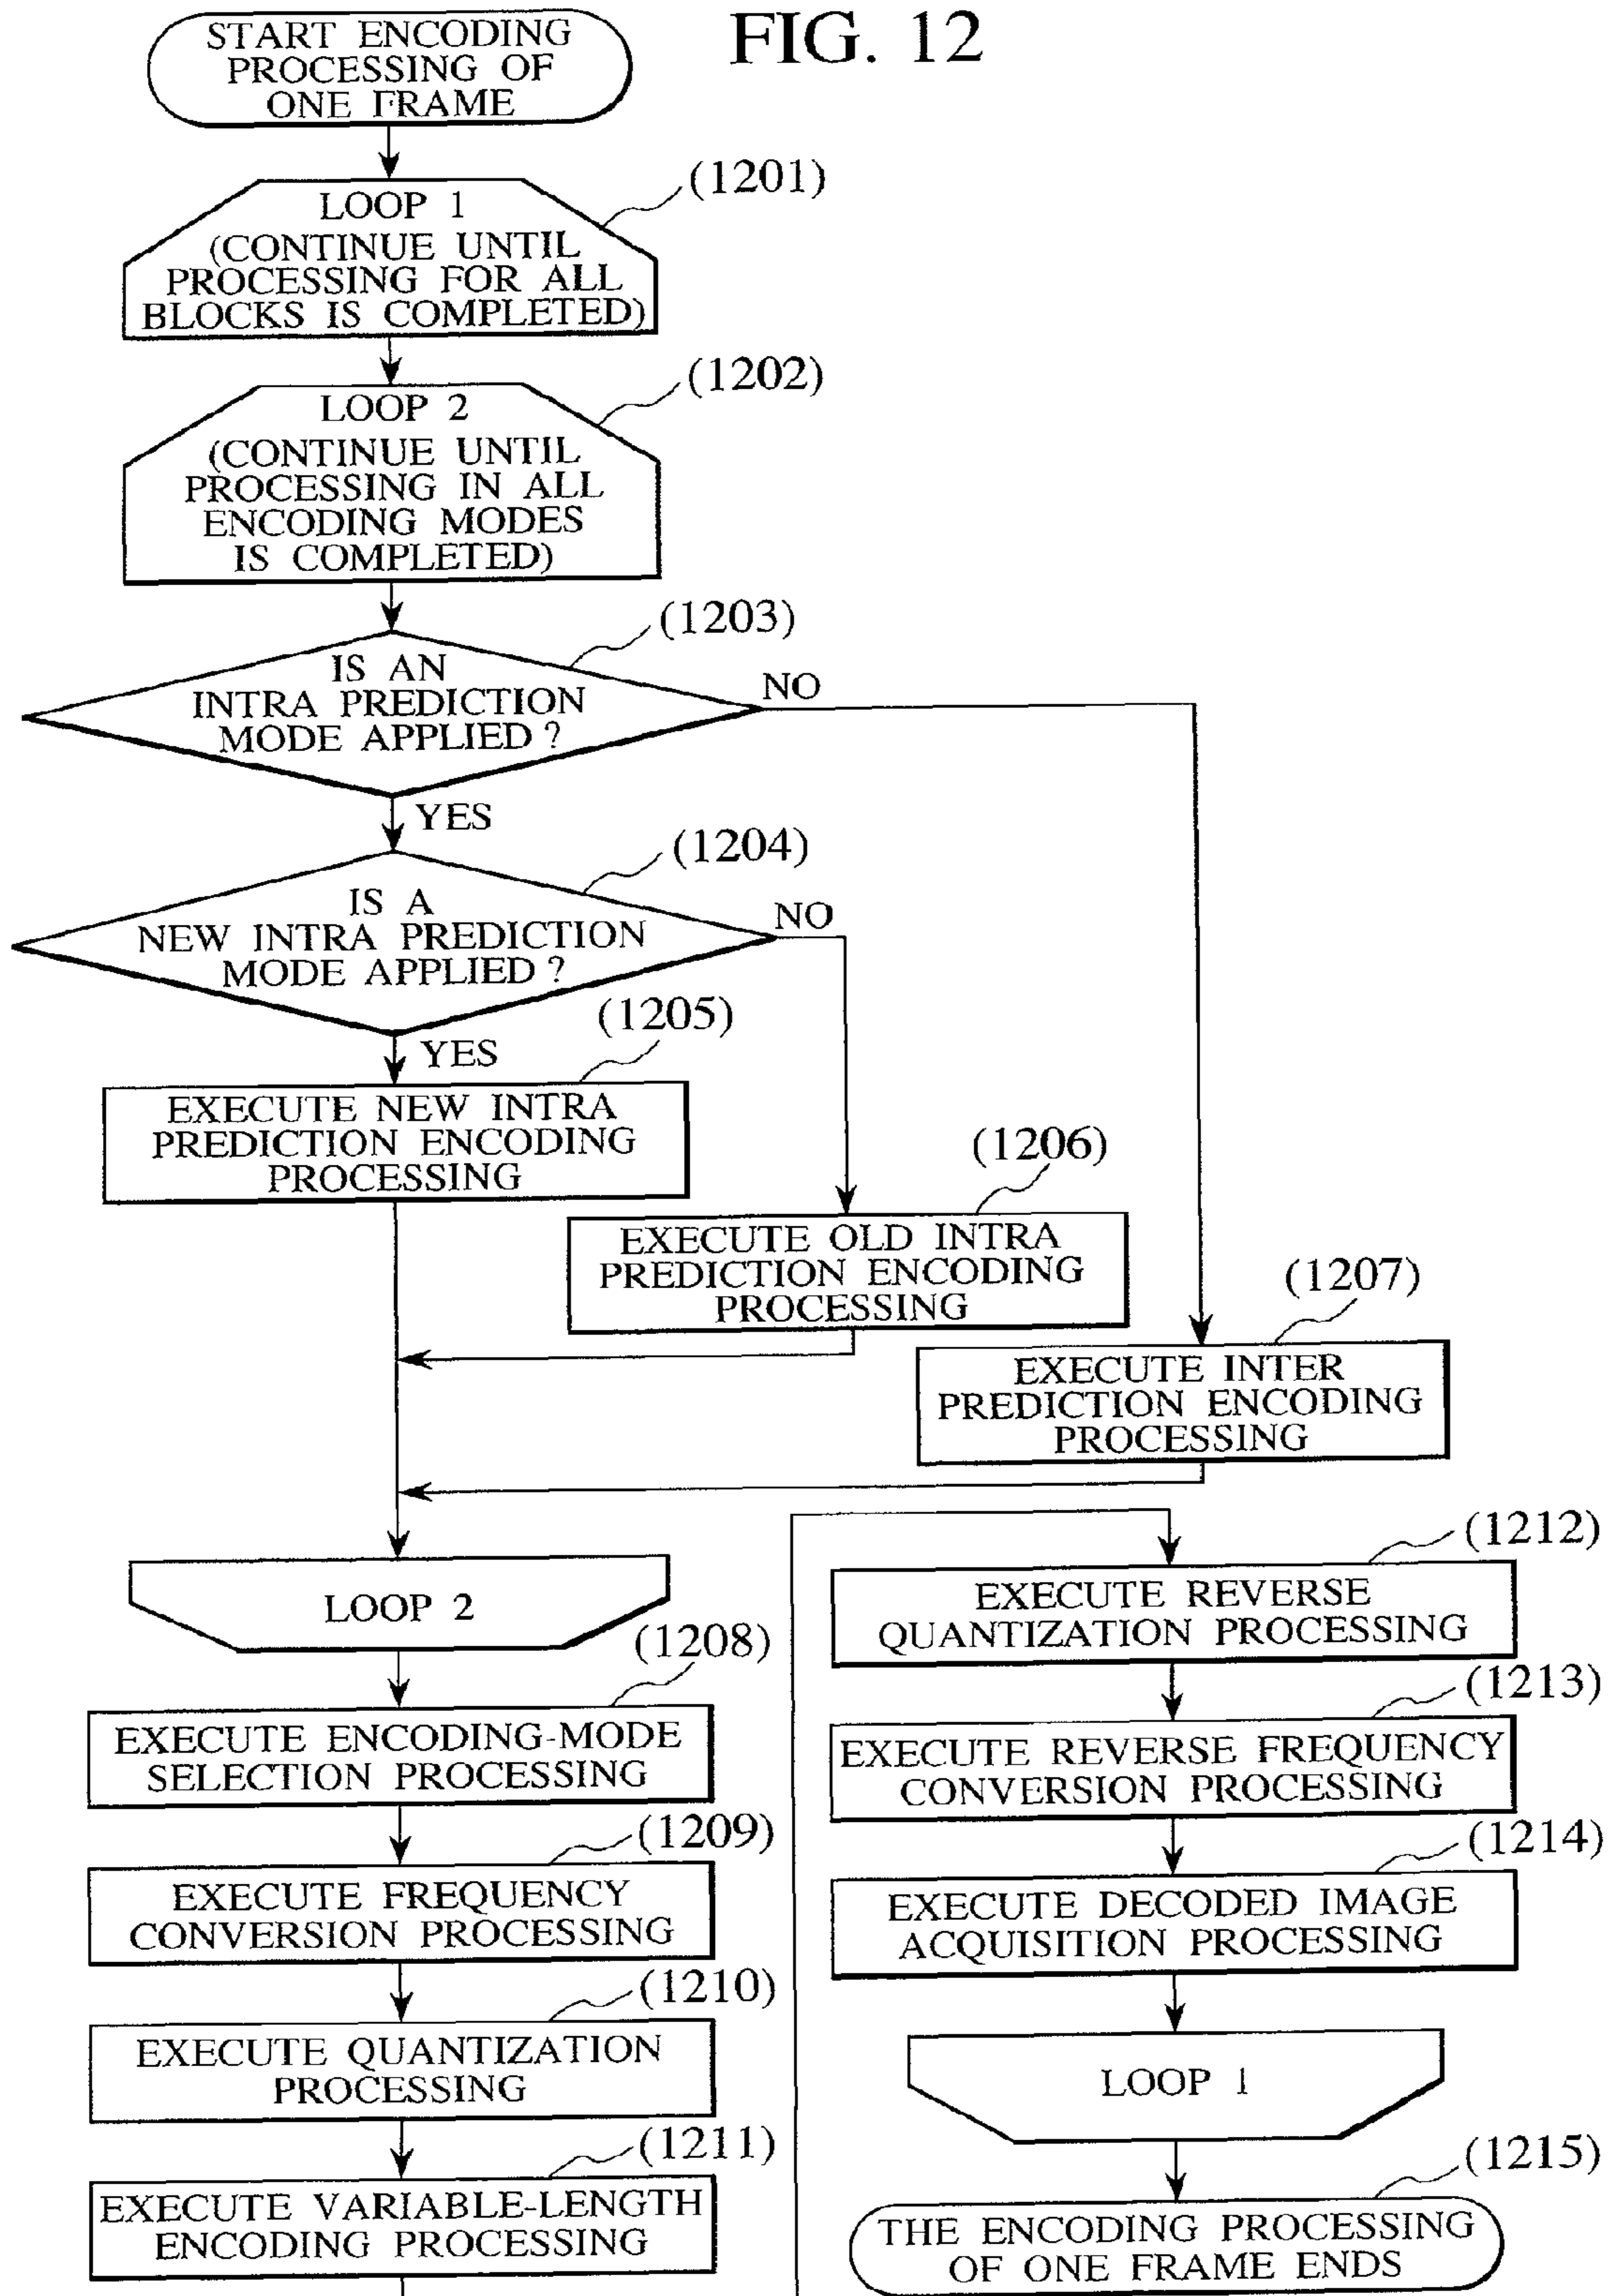 FIG. 12
START ENCODING
PROCESSING OF
ONE FRAME
(1201)
LOOP 1
(CONTINUE UNTIL
PROCESSING FOR ALL
BLOCKS IS COMPLETED)
(1202)
LOOP 2
(CONTINUE UNTIL
PROCESSING IN ALL
ENCODING MODES
IS COMPLETED)
(1203)
IS AN
INTRA PREDICTION
MODE APPLIED ?
NO
YES
(1204)
IS A
NEW INTRA PREDICTION
MODE APPLIED ?
NO
YES
(1205)
EXECUTE NEW INTRA
PREDICTION ENCODING
PROCESSING
(1206)
EXECUTE OLD INTRA
PREDICTION ENCODING
PROCESSING
(1207)
EXECUTE INTER
PREDICTION ENCODING
PROCESSING
LOOP 2
(1208)
EXECUTE ENCODING-MODE
SELECTION PROCESSING
(1209)
EXECUTE FREQUENCY
CONVERSION PROCESSING
(1210)
EXECUTE QUANTIZATION
PROCESSING
(1211)
EXECUTE VARIABLE-LENGTH
ENCODING PROCESSING
(1212)
EXECUTE REVERSE
QUANTIZATION PROCESSING
(1213)
EXECUTE REVERSE FREQUENCY
CONVERSION PROCESSING
(1214)
EXECUTE DECODED IMAGE
ACQUISITION PROCESSING
LOOP 1
(1215)
THE ENCODING PROCESSING
OF ONE FRAME ENDS